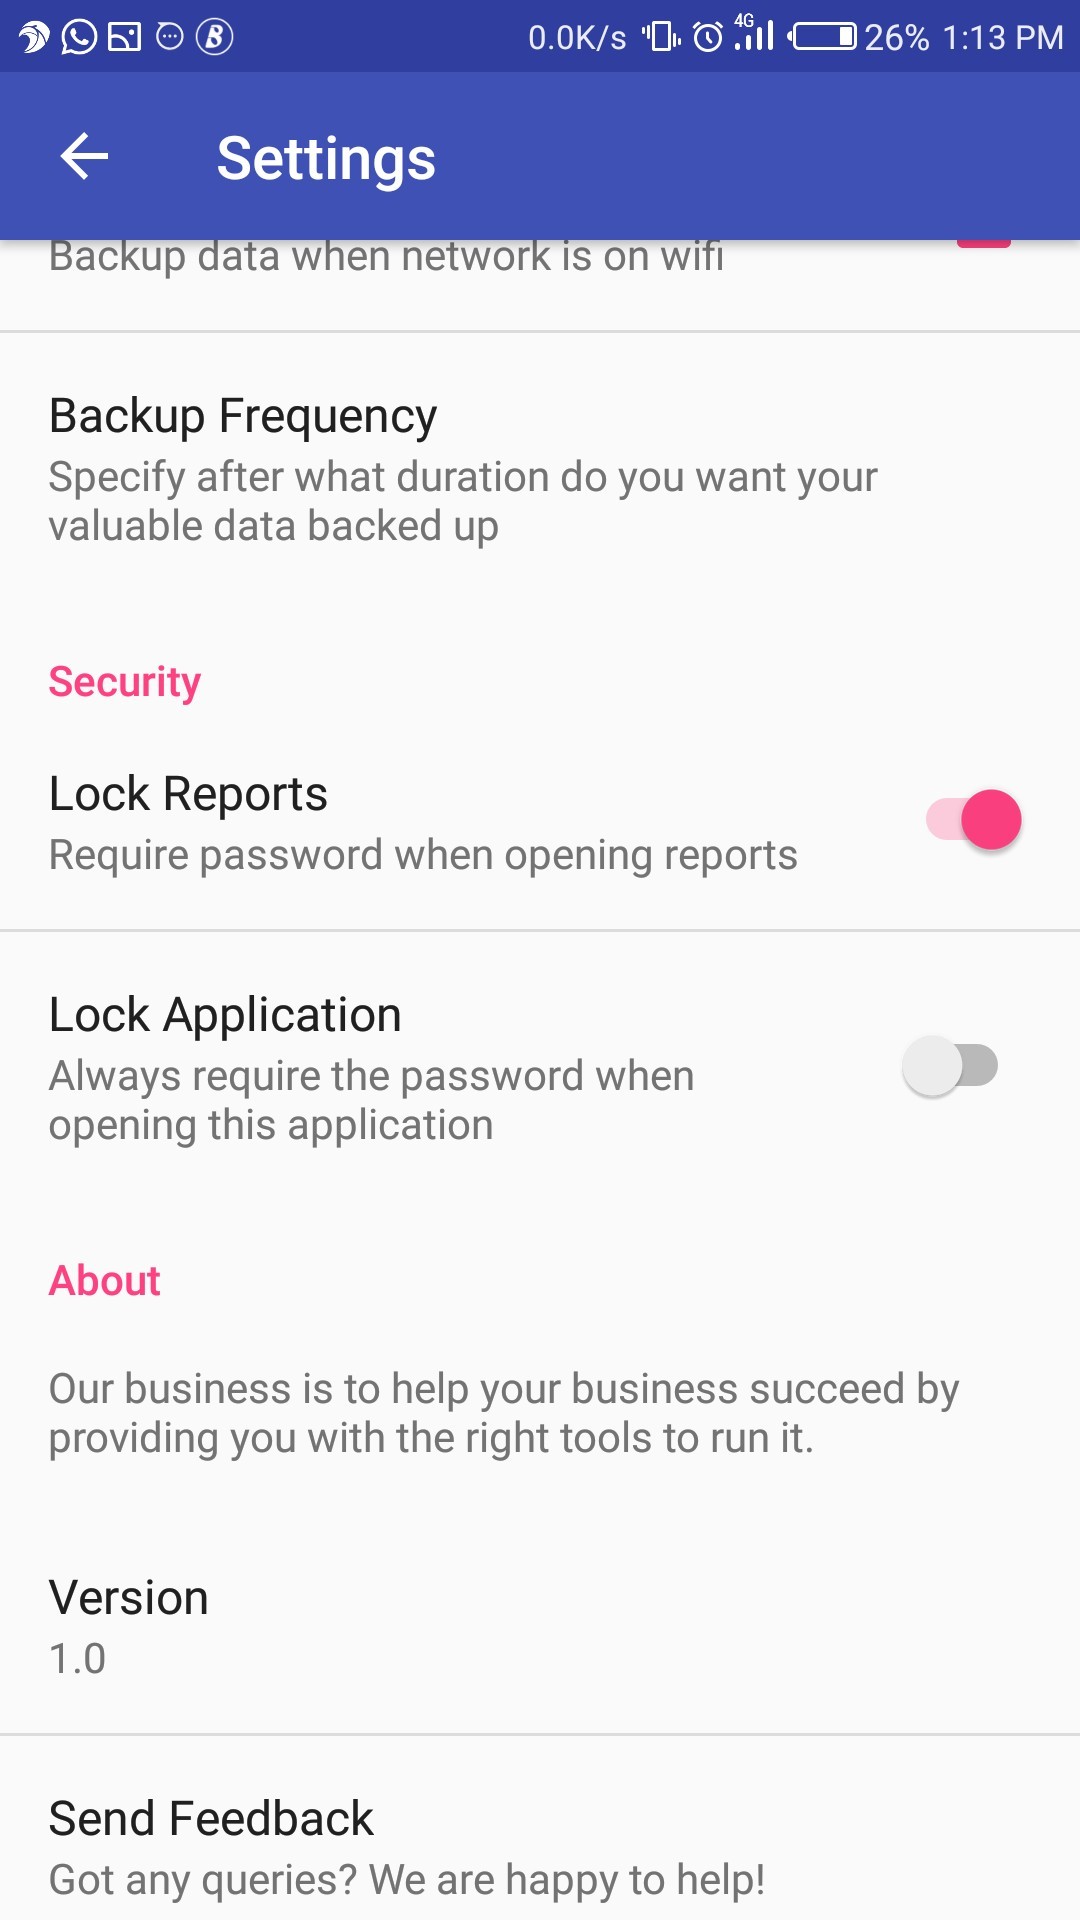 0.0K/s 4G 26% 1:13 PM
Settings
Backup data when network is on wifi
Backup Frequency
Specify after what duration do you want your
valuable data backed up
Security
Lock Reports
Require password when opening reports
Lock Application
Always require the password when
opening this application
About
Our business is to help your business succeed by
providing you with the right tools to run it.
Version
1.0
Send Feedback
Got any queries? We are happy to help!